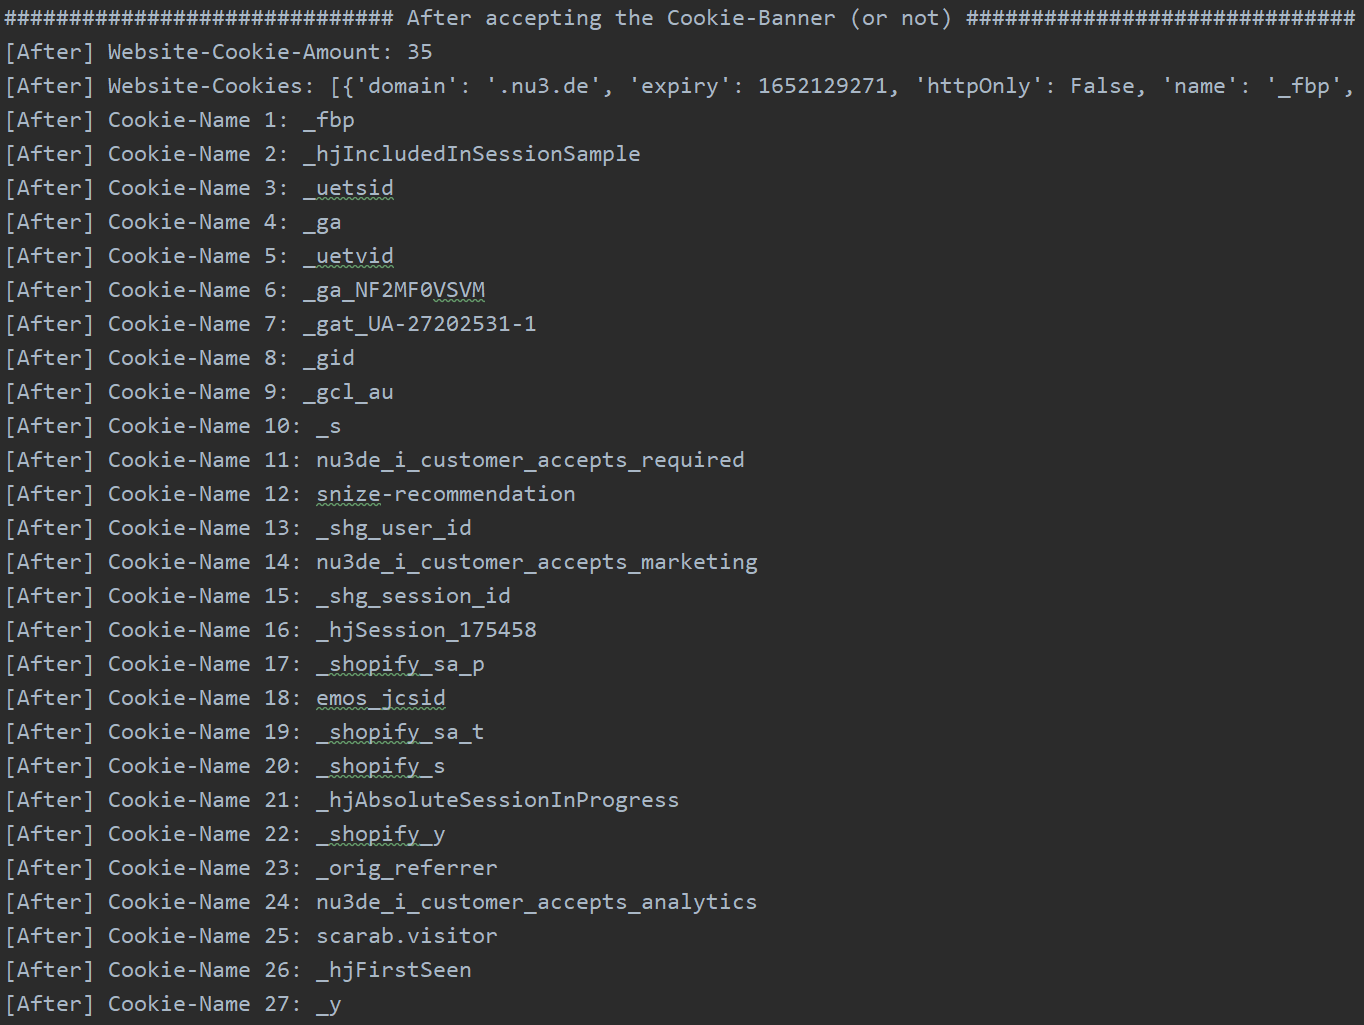 ############################## After accepting the Cookie-Banner (or not) ##############################
[After] Website-Cookie-Amount: 35
[After] Website-Cookies: [{'domain': '.nu3.de', 'expiry': 1652129271, 'httpOnly': False, 'name': '_fbp',
[After] Cookie-Name 1: _fbp
[After] Cookie-Name 2: _hjIncludedInSessionSample
[After] Cookie-Name 3: _uetsid
[After] Cookie-Name 4: _ga
[After] Cookie-Name 5: _uetvid
[After] Cookie-Name 6: _ga_NF2MF0VSVM
[After] Cookie-Name 7: _gat_UA-27202531-1
[After] Cookie-Name 8: _gid
[After] Cookie-Name 9: _gcl_au
[After] Cookie-Name 10: _s
[After] Cookie-Name 11: nu3de_i_customer_accepts_required
[After] Cookie-Name 12: snize-recommendation
[After] Cookie-Name 13: _shg_user_id
[After] Cookie-Name 14: nu3de_i_customer_accepts_marketing
[After] Cookie-Name 15: _shg_session_id
[After] Cookie-Name 16: _hjSession_175458
[After] Cookie-Name 17: _shopify_sa_p
[After] Cookie-Name 18: emos_jcsid
[After] Cookie-Name 19: _shopify_sa_t
[After] Cookie-Name 20: _shopify_s
[After] Cookie-Name 21: _hjAbsoluteSessionInProgress
[After] Cookie-Name 22: _shopify_y
[After] Cookie-Name 23: _orig_referrer
[After] Cookie-Name 24: nu3de_i_customer_accepts_analytics
[After] Cookie-Name 25: scarab.visitor
[After] Cookie-Name 26: _hjFirstSeen
[After] Cookie-Name 27: _y